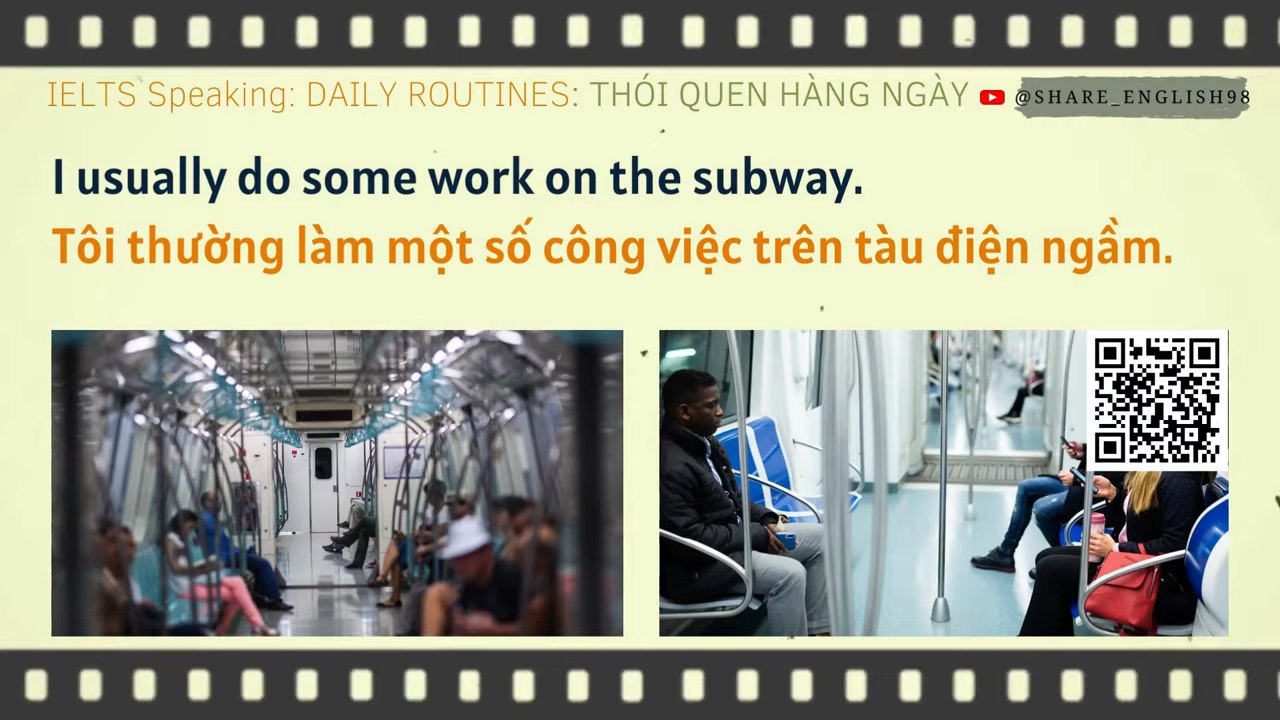 IELTS Speaking: DAILY ROUTINES: THÓI QUEN HÀNG NGÀY @SHARE_ENGLISH98
I usually do some work on the subway.
Tôi thường làm một số công việc trên tàu điện ngầm.